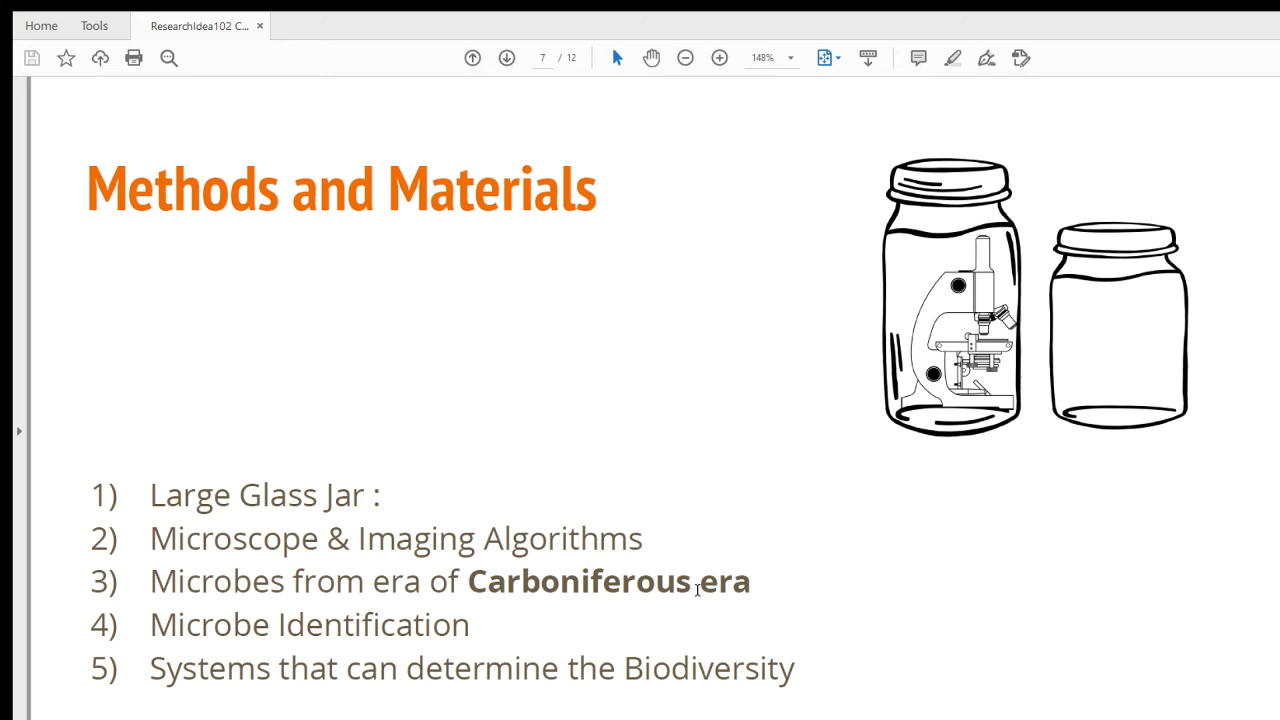 Home Tools ResearchIdea102 C... ×
7 / 12 148%
Methods and Materials
1) Large Glass Jar :
2) Microscope & Imaging Algorithms
3) Microbes from era of Carboniferous era
4) Microbe Identification
5) Systems that can determine the Biodiversity